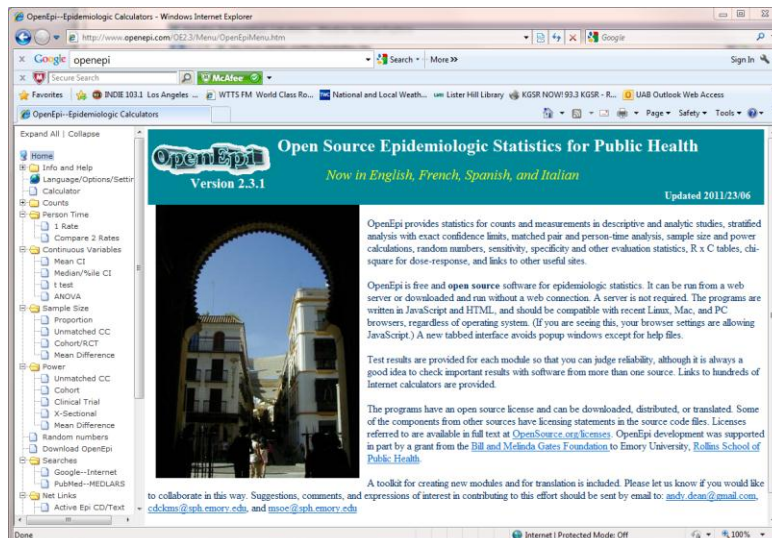 OpenEpi--Epidemiologic Calculators - Windows Internet Explorer
http://www.openepi.com/OE2.3/Menu/OpenEpiMenu.htm
Google
x Google openepi
Search
More >>
Sign In
x Secure Search
McAfee
Favorites
INDIE 103.1 Los Angeles ...
WTTS FM World Class Ro...
National and Local Weath...
Lister Hill Library
KGSR NOW! 93.3 KGSR - R...
UAB Outlook Web Access
OpenEpi--Epidemiologic Calculators
Page
Safety
Tools
Expand All | Collapse
Home
Info and Help
Language/Options/Settir
Calculator
Counts
Person Time
1 Rate
Compare 2 Rates
Continuous Variables
Mean CI
Median/%ile CI
t test
ANOVA
Sample Size
Proportion
Unmatched CC
Cohort/RCT
Mean Difference
Power
Unmatched CC
Cohort
Clinical Trial
X-Sectional
Mean Difference
Random numbers
Download OpenEpi
Searches
Google--Internet
PubMed--MEDLARS
Net Links
Active Epi CD/Text
OpenEpi
Version 2.3.1
Open Source Epidemiologic Statistics for Public Health
Now in English, French, Spanish, and Italian
Updated 2011/23/06
OpenEpi provides statistics for counts and measurements in descriptive and analytic studies, stratified
analysis with exact confidence limits, matched pair and person-time analysis, sample size and power
calculations, random numbers, sensitivity, specificity and other evaluation statistics, R x C tables, chi-
square for dose-response, and links to other useful sites.
OpenEpi is free and open source software for epidemiologic statistics. It can be run from a web
server or downloaded and run without a web connection. A server is not required. The programs are
written in JavaScript and HTML, and should be compatible with recent Linux, Mac, and PC
browsers, regardless of operating system. (If you are seeing this, your browser settings are allowing
JavaScript.) A new tabbed interface avoids popup windows except for help files.
Test results are provided for each module so that you can judge reliability, although it is always a
good idea to check important results with software from more than one source. Links to hundreds of
Internet calculators are provided.
The programs have an open source license and can be downloaded, distributed, or translated. Some
of the components from other sources have licensing statements in the source code files. Licenses
referred to are available in full text at OpenSource.org/licenses. OpenEpi development was supported
in part by a grant from the Bill and Melinda Gates Foundation to Emory University, Rollins School of
Public Health.
A toolkit for creating new modules and for translation is included. Please let us know if you would like
to collaborate in this way. Suggestions, comments, and expressions of interest in contributing to this effort should be sent by email to: andy.dean@gmail.com,
cdckms@sph.emory.edu, and msoe@sph.emory.edu
Done
Internet | Protected Mode: Off
100%